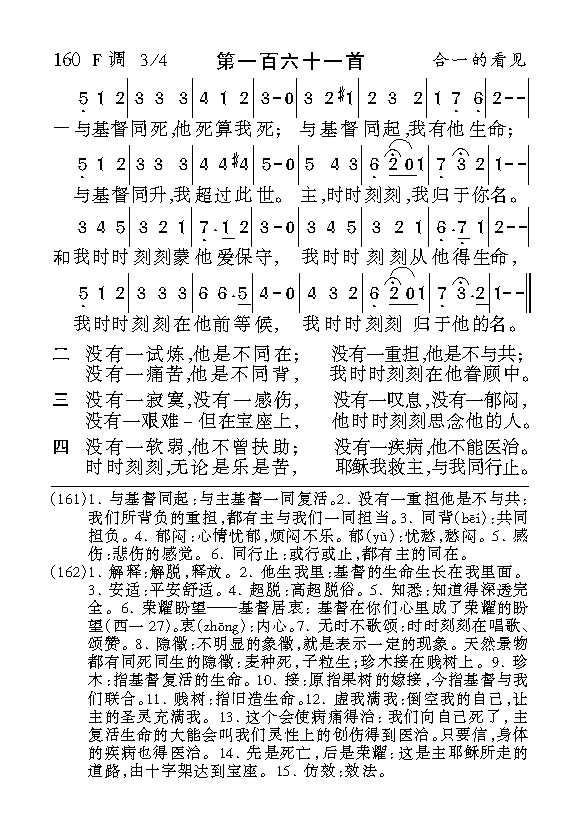 160 F 调 3/4 第一百六十一首 合一的看见
5 1 2|3 3 3|4 1 2|3-0|3 2 #1|2 3 2|1 7 6|2--
一与基督同死,他死算我死; 与基督同起,我有他生命;
5 1 2|3 3 3|4 4 #4|5-0|5 4 3|6 2 0 1|7 3 2|1--
与基督同升,我超过此世。 主,时时刻刻,我归于你名。
3 4 5|3 2 1|7·1 2|3-0|3 4 5|3 2 1|6·7 1|2--
和我时时刻刻蒙他爱保守, 我时时刻刻从他得生命,
5 1 2|3 3 3|6 6·5|4-0|4 3 2|6 2 0 1|7 3·2|1--
我时时刻刻在他前等候, 我时时刻刻 归于他的名。
二 没有一试炼,他是不同在; 没有一重担,他是不与共;
没有一痛苦,他是不同背, 我时时刻刻在他眷顾中。
三 没有一寂寞,没有一感伤, 没有一叹息,没有一郁闷,
没有一艰难－但在宝座上, 他时时刻刻思念他的人。
四 没有一软弱,他不曾扶助; 没有一疾病,他不能医治。
时时刻刻,无论是乐是苦, 耶稣我救主,与我同行止。
(161)1. 与基督同起:与主基督一同复活。2. 没有一重担他是不与共:
我们所背负的重担,都有主与我们一同担当。3. 同背(bēi):共同
担负。4. 郁闷:心情忧郁,烦闷不乐。郁(yù):忧愁,愁闷。5. 感
伤:悲伤的感觉。 6. 同行止:或行或止,都有主的同在。
(162)1. 解释:解脱,释放。 2. 他生我里:基督的生命生长在我里面。
3. 安适:平安舒适。4. 超脱:高超脱俗。5. 知悉:知道得深透完
全。 6. 荣耀盼望——基督居衷: 基督在你们心里成了荣耀的盼
望(西一 27)。衷(zhōng):内心。7. 无时不歌颂:时时刻刻在唱歌、
颂赞。8. 隐徵:不明显的象徵,就是表示一定的现象。天然景物
都有同死同生的隐徵:麦种死,子粒生;珍木接在贱树上。 9. 珍
木:指基督复活的生命。10. 接:原指果树的嫁接,今指基督与我
们联合。11. 贱树:指旧造生命。12. 虚我满我:倒空我的自己,让
主的圣灵充满我。 13. 这个会使病痛得治: 我们向自己死了, 主
复活生命的大能会叫我们灵性上的创伤得到医治。只要信,身体
的疾病也得医治。 14. 先是死亡, 后是荣耀:这是主耶稣所走的
道路,由十字架达到宝座。 15. 仿效:效法。